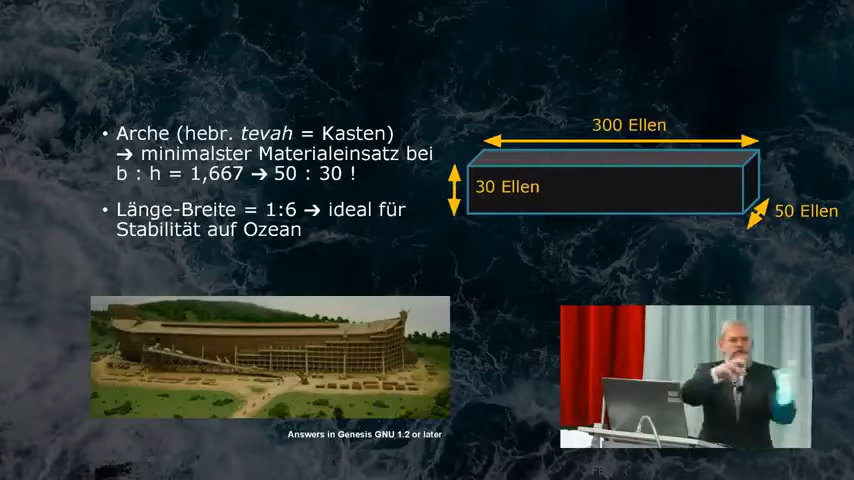 • Arche (hebr. tevah = Kasten)
➔ minimalster Materialeinsatz bei
b : h = 1,667 ➔ 50 : 30 !
• Länge-Breite = 1:6 ➔ ideal für
Stabilität auf Ozean
300 Ellen
30 Ellen
50 Ellen
Answers in Genesis GNU 1.2 or later